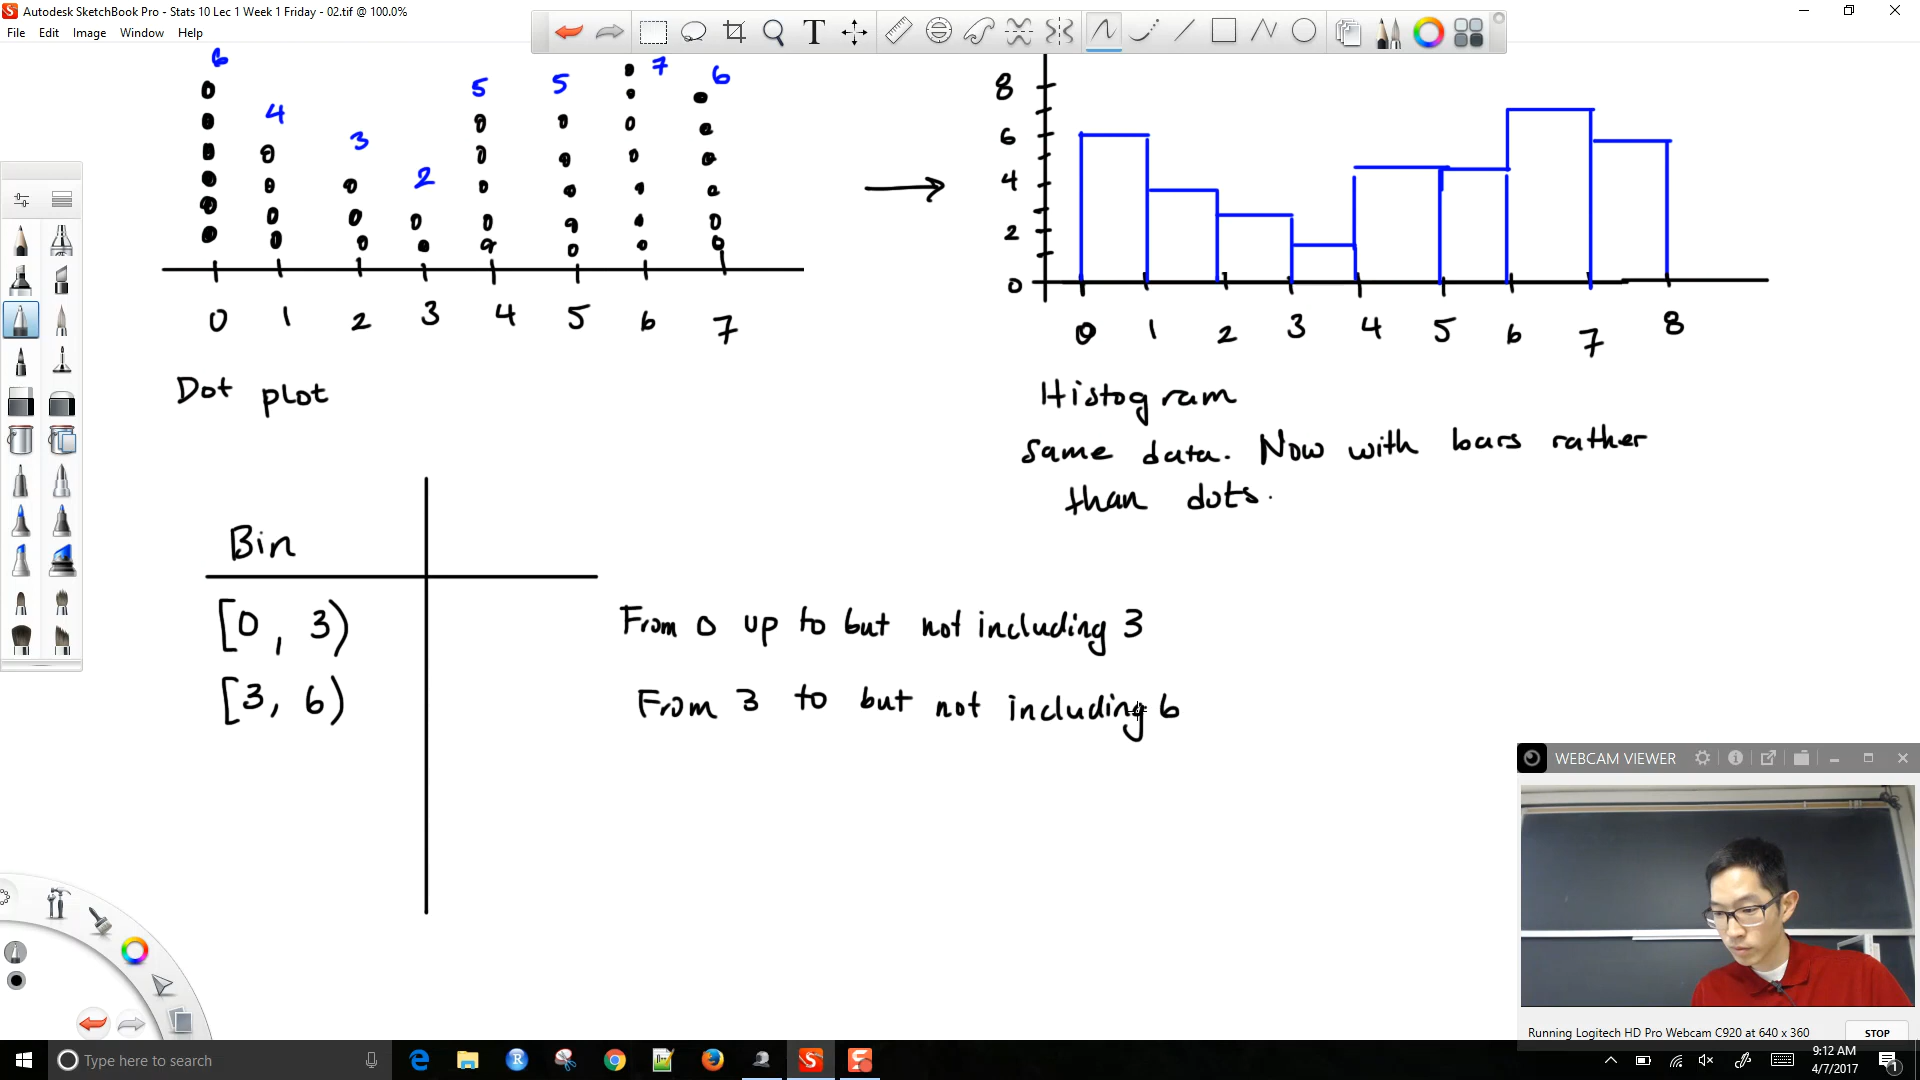 Autodesk SketchBook Pro - Stats 10 Lec 1 Week 1 Friday - 02.tif @ 100.0%
File Edit Image Window Help
T
6 4 3 2 5 5 7 6
0 1 2 3 4 5 6 7
Dot plot
8
6
4
2
0
0 1 2 3 4 5 6 7 8
Histogram
Same data. Now with bars rather
than dots.
Bin
[0, 3) From 0 up to but not including 3
[3, 6) From 3 to but not including 6
WEBCAM VIEWER
Running Logitech HD Pro Webcam C920 at 640 x 360 STOP
Type here to search
9:12 AM
4/7/2017
1